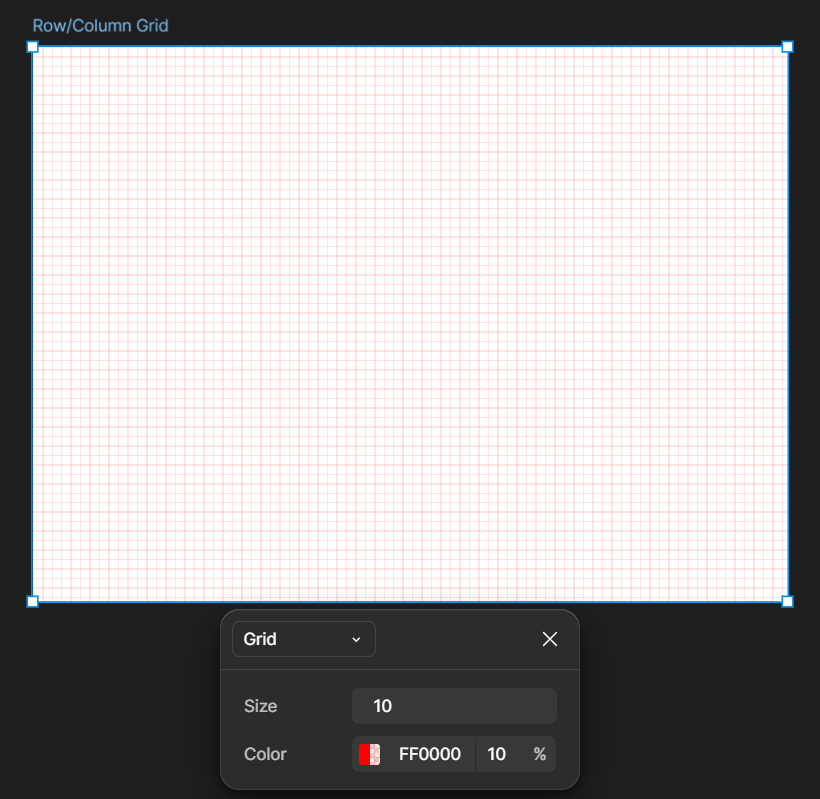 Row/Column Grid
Grid
Size 10
Color FF0000 10 %